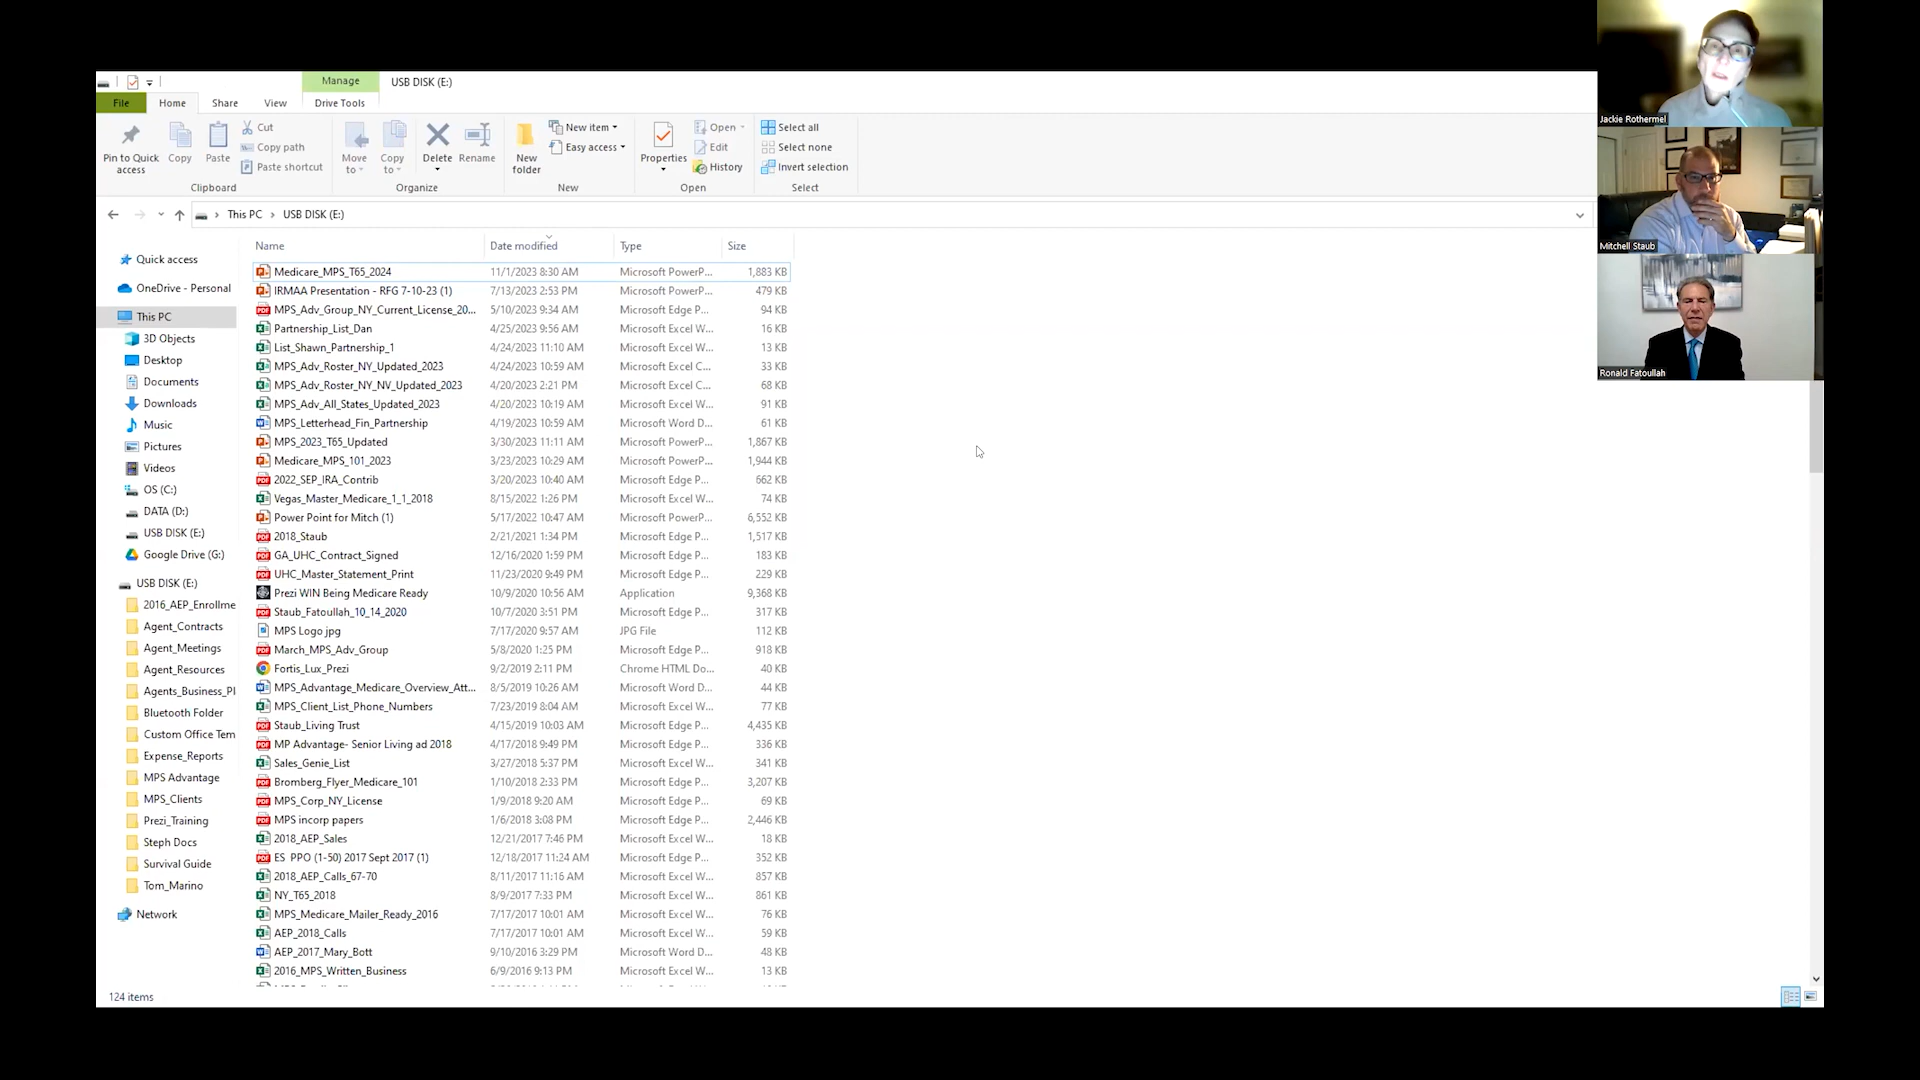 Manage
USB DISK (E:)
File
Home
Share
View
Drive Tools
Pin to Quick access
Copy
Paste
Cut
Copy path
Paste shortcut
Clipboard
Move to
Copy to
Delete
Rename
Organize
New folder
New item
Easy access
New
Properties
Open
Edit
History
Open
Select all
Select none
Invert selection
Select
This PC > USB DISK (E:)
Quick access
OneDrive - Personal
This PC
3D Objects
Desktop
Documents
Downloads
Music
Pictures
Videos
OS (C:)
DATA (D:)
USB DISK (E:)
Google Drive (G:)
USB DISK (E:)
2016_AEP_Enrollme
Agent_Contracts
Agent_Meetings
Agent_Resources
Agents_Business_Pl
Bluetooth Folder
Custom Office Tem
Expense_Reports
MPS Advantage
MPS_Clients
Prezi_Training
Steph Docs
Survival Guide
Tom_Marino
Network
Name Date modified Type Size
Medicare_MPS_T65_2024 11/1/2023 8:30 AM Microsoft PowerP... 1,883 KB
IRMAA Presentation - RFG 7-10-23 (1) 7/13/2023 2:53 PM Microsoft PowerP... 479 KB
MPS_Adv_Group_NY_Current_License_20... 5/10/2023 9:34 AM Microsoft Edge P... 94 KB
Partnership_List_Dan 4/25/2023 9:56 AM Microsoft Excel W... 16 KB
List_Shawn_Partnership_1 4/24/2023 11:10 AM Microsoft Excel W... 13 KB
MPS_Adv_Roster_NY_Updated_2023 4/24/2023 10:59 AM Microsoft Excel C... 33 KB
MPS_Adv_Roster_NY_NV_Updated_2023 4/20/2023 2:21 PM Microsoft Excel C... 68 KB
MPS_Adv_All_States_Updated_2023 4/20/2023 10:19 AM Microsoft Excel W... 91 KB
MPS_Letterhead_Fin_Partnership 4/19/2023 10:59 AM Microsoft Word D... 61 KB
MPS_2023_T65_Updated 3/30/2023 11:11 AM Microsoft PowerP... 1,867 KB
Medicare_MPS_101_2023 3/23/2023 10:29 AM Microsoft PowerP... 1,944 KB
2022_SEP_IRA_Contrib 3/20/2023 10:40 AM Microsoft Edge P... 662 KB
Vegas_Master_Medicare_1_1_2018 8/15/2022 1:26 PM Microsoft Excel W... 74 KB
Power Point for Mitch (1) 5/17/2022 10:47 AM Microsoft PowerP... 6,552 KB
2018_Staub 2/21/2021 1:34 PM Microsoft Edge P... 1,517 KB
GA_UHC_Contract_Signed 12/16/2020 1:59 PM Microsoft Edge P... 183 KB
UHC_Master_Statement_Print 11/23/2020 9:49 PM Microsoft Edge P... 229 KB
Prezi WIN Being Medicare Ready 10/9/2020 10:56 AM Application 9,368 KB
Staub_Fatoullah_10_14_2020 10/7/2020 3:51 PM Microsoft Edge P... 317 KB
MPS Logo jpg 7/17/2020 9:57 AM JPG File 112 KB
March_MPS_Adv_Group 5/8/2020 1:25 PM Microsoft Edge P... 918 KB
Fortis_Lux_Prezi 9/2/2019 2:11 PM Chrome HTML Do... 40 KB
MPS_Advantage_Medicare_Overview_Att... 8/5/2019 10:26 AM Microsoft Word D... 44 KB
MPS_Client_List_Phone_Numbers 7/23/2019 8:04 AM Microsoft Excel W... 77 KB
Staub_Living Trust 4/15/2019 10:03 AM Microsoft Edge P... 4,435 KB
MP Advantage- Senior Living ad 2018 4/17/2018 9:49 PM Microsoft Edge P... 336 KB
Sales_Genie_List 3/27/2018 5:37 PM Microsoft Excel W... 341 KB
Bromberg_Flyer_Medicare_101 1/10/2018 2:33 PM Microsoft Edge P... 3,207 KB
MPS_Corp_NY_License 1/9/2018 9:20 AM Microsoft Edge P... 69 KB
MPS incorp papers 1/6/2018 3:08 PM Microsoft Edge P... 2,446 KB
2018_AEP_Sales 12/21/2017 7:46 PM Microsoft Excel W... 18 KB
ES PPO (1-50) 2017 Sept 2017 (1) 12/18/2017 11:24 AM Microsoft Edge P... 352 KB
2018_AEP_Calls_67-70 8/11/2017 11:16 AM Microsoft Excel W... 857 KB
NY_T65_2018 8/9/2017 7:33 PM Microsoft Excel W... 861 KB
MPS_Medicare_Mailer_Ready_2016 7/17/2017 10:01 AM Microsoft Excel W... 76 KB
AEP_2018_Calls 7/17/2017 10:01 AM Microsoft Excel W... 59 KB
AEP_2017_Mary_Bott 9/10/2016 3:29 PM Microsoft Word D... 48 KB
2016_MPS_Written_Business 6/9/2016 9:13 PM Microsoft Excel W... 13 KB
124 items
Jackie Rothermel
Mitchell Staub
Ronald Fatoullah